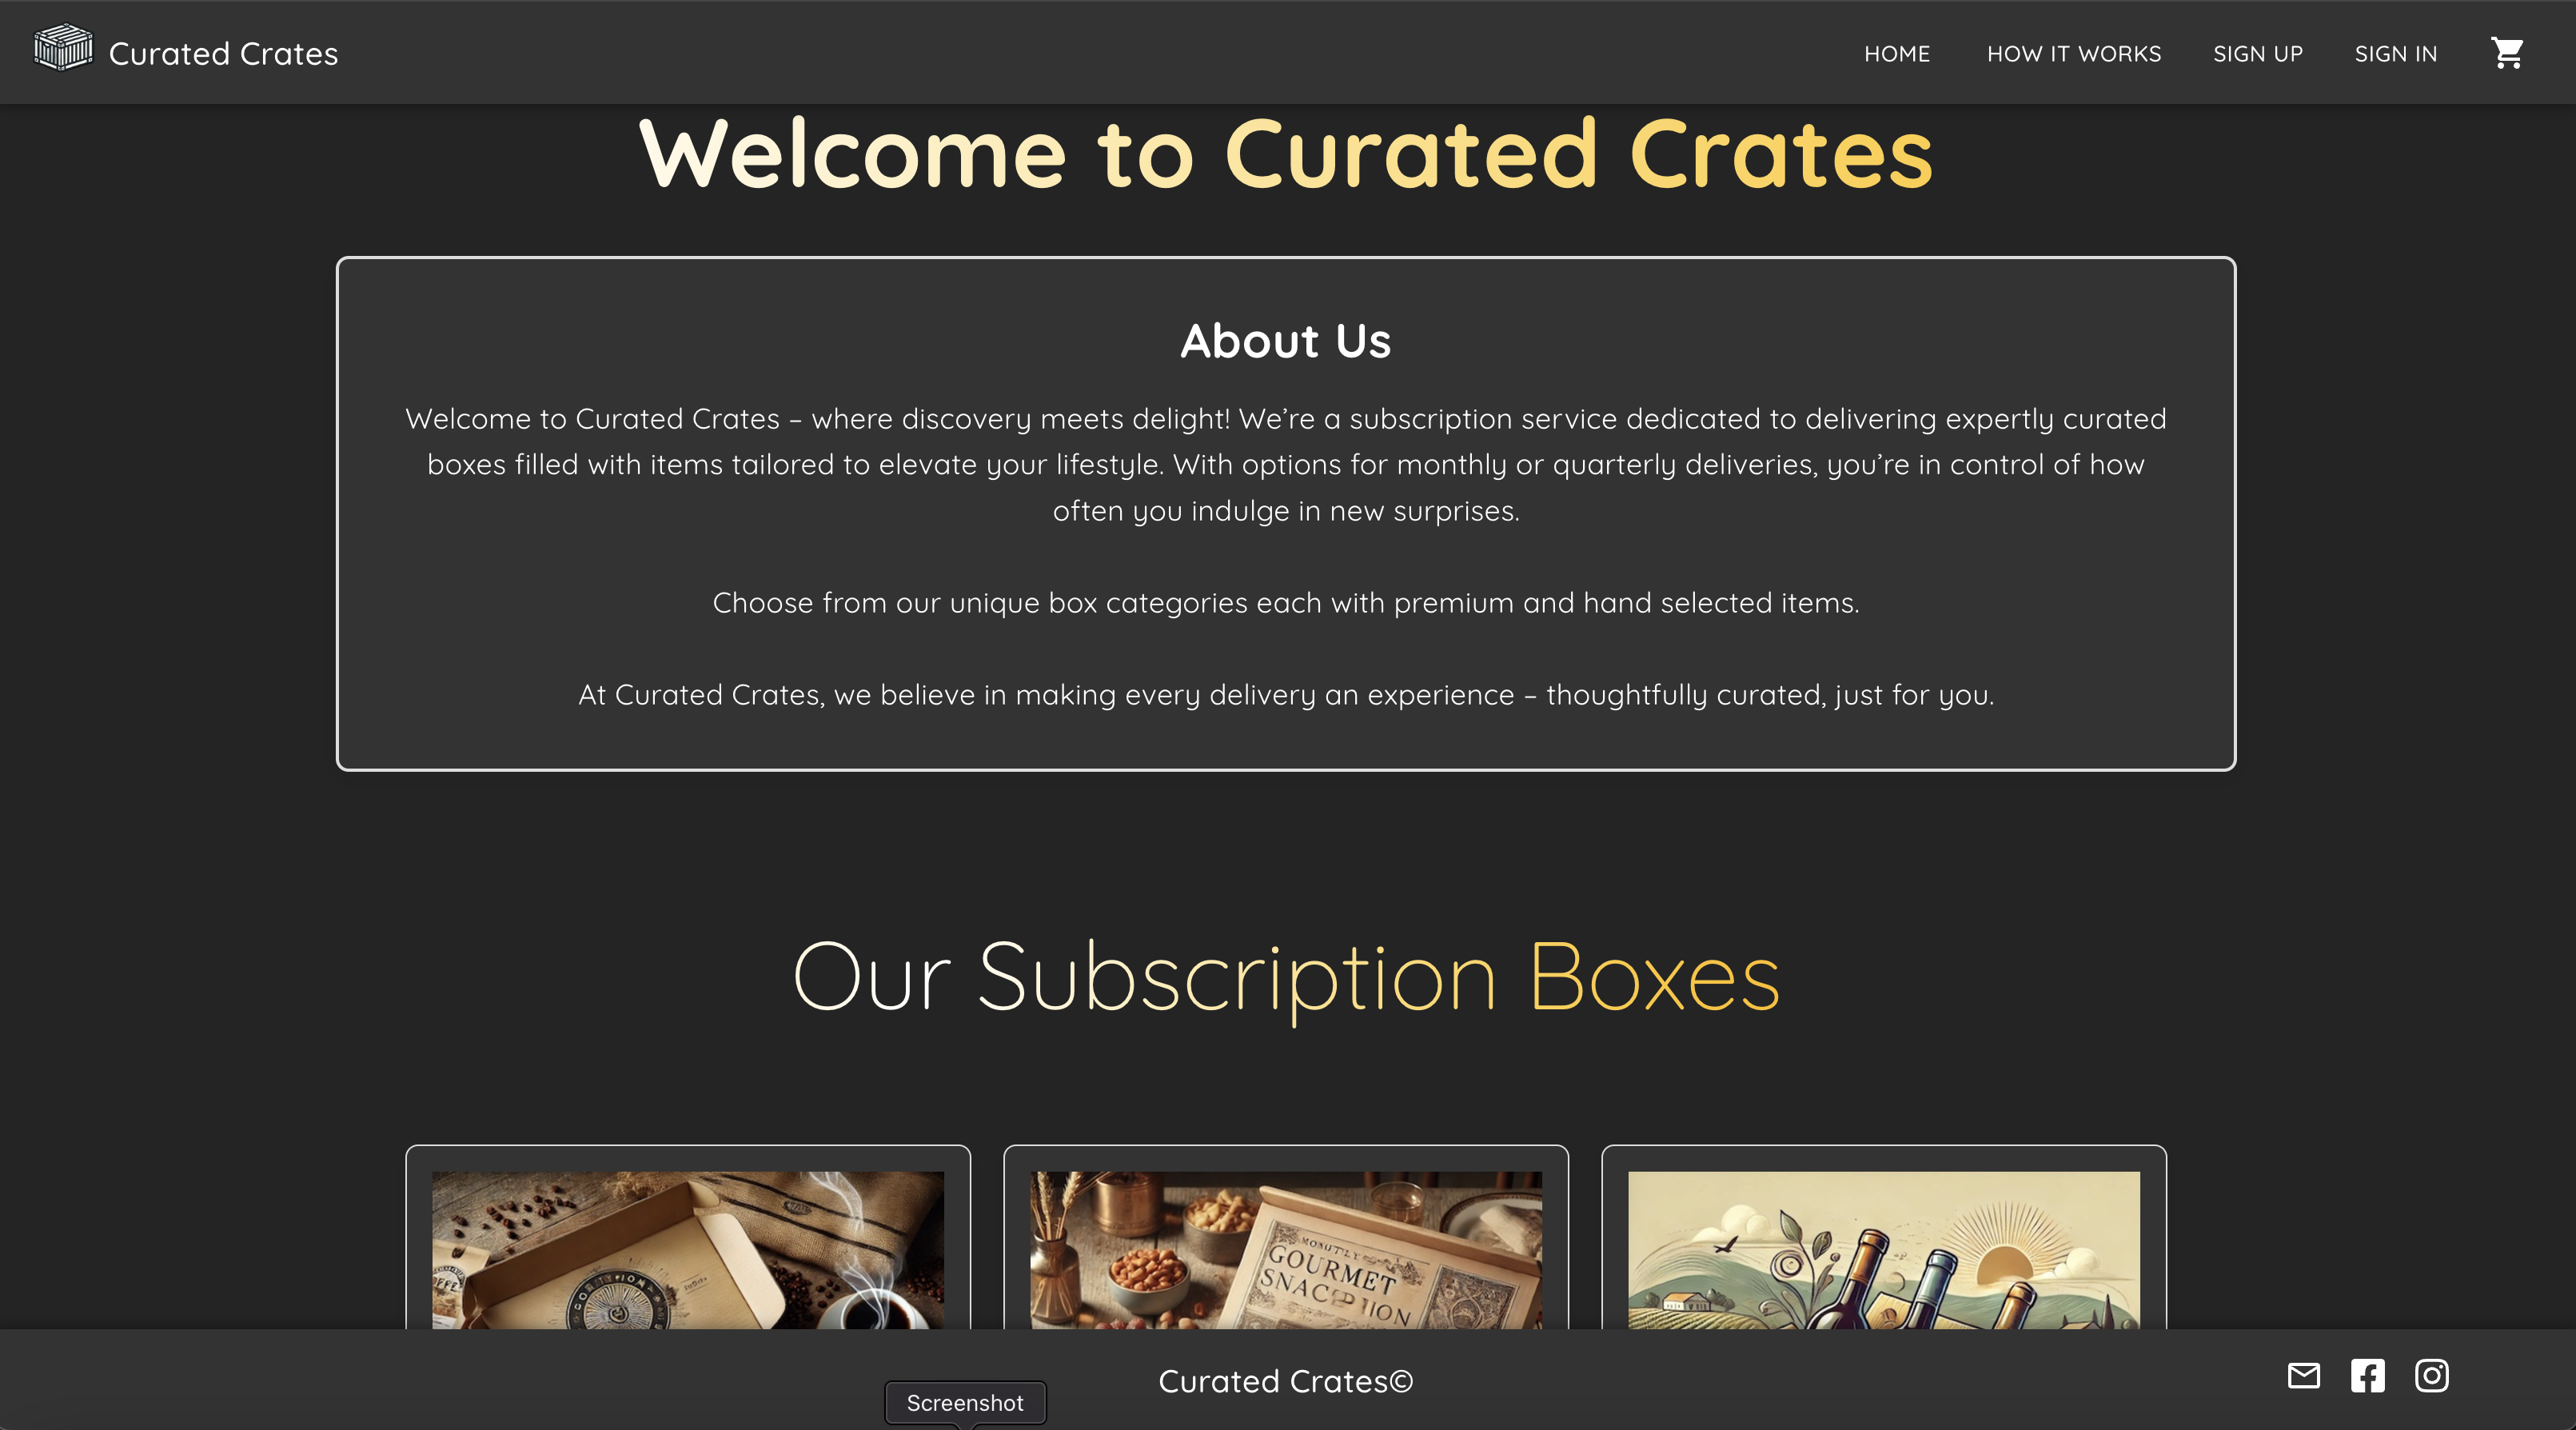 Curated Crates
HOME
HOW IT WORKS
SIGN UP
SIGN IN
Welcome to Curated Crates
About Us
Welcome to Curated Crates – where discovery meets delight! We’re a subscription service dedicated to delivering expertly curated
boxes filled with items tailored to elevate your lifestyle. With options for monthly or quarterly deliveries, you’re in control of how
often you indulge in new surprises.
Choose from our unique box categories each with premium and hand selected items.
At Curated Crates, we believe in making every delivery an experience – thoughtfully curated, just for you.
Our Subscription Boxes
GOURMET
Curated Crates©
Screenshot